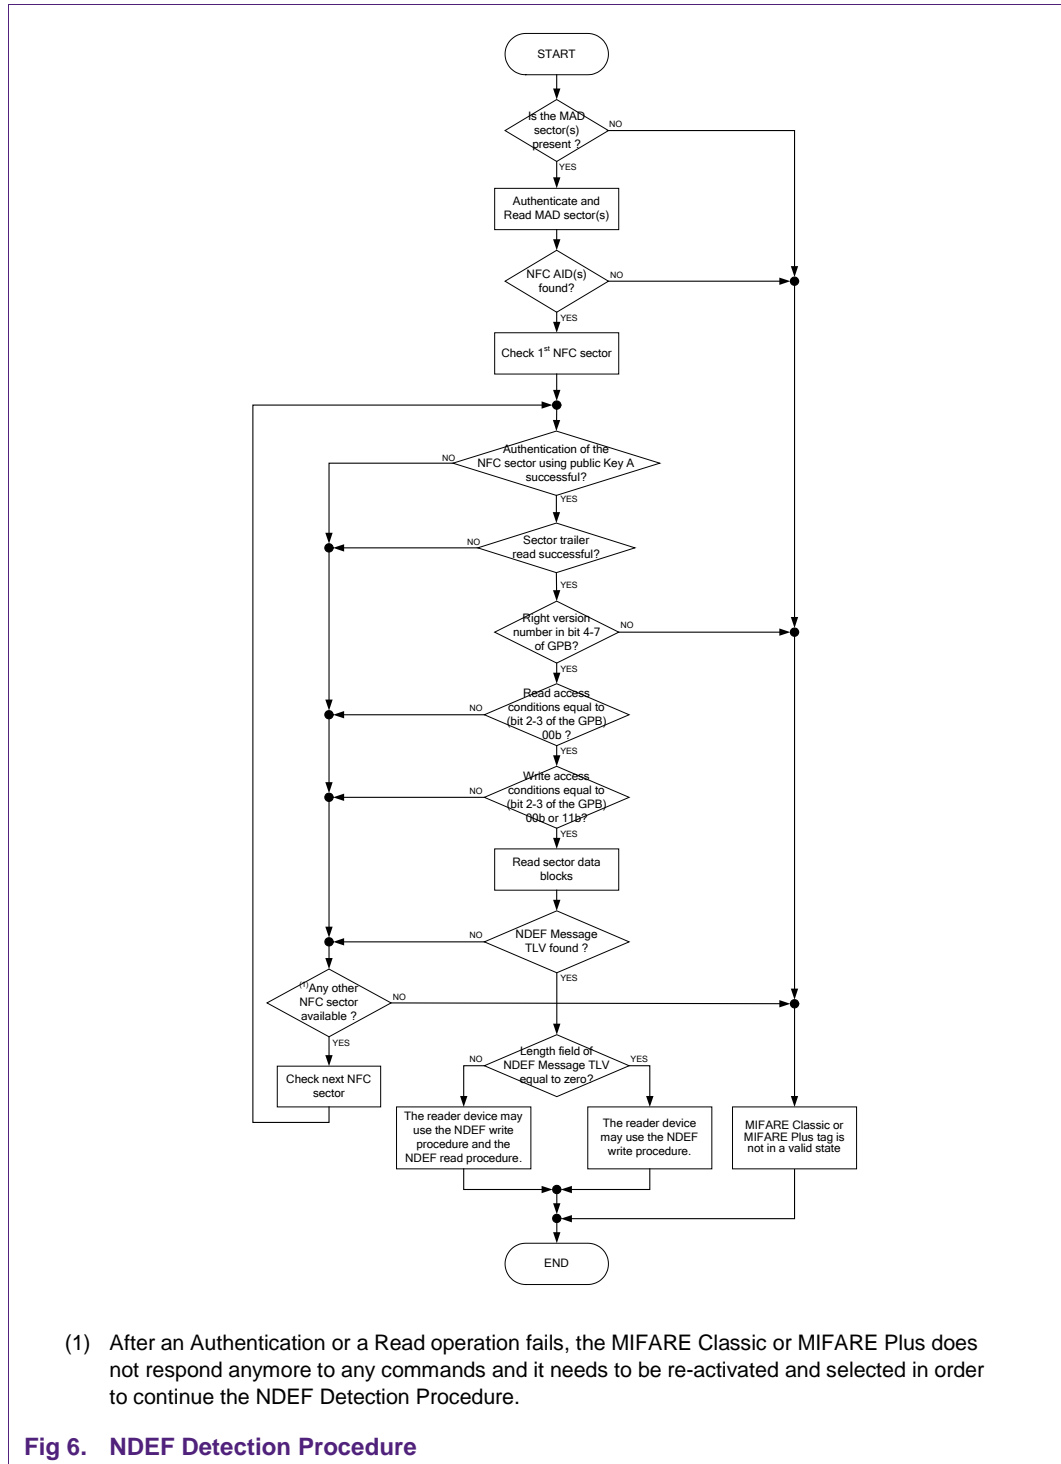 START
Is the MAD
sector(s)
present ?
NO
YES
Authenticate and
Read MAD sector(s)
NFC AID(s)
found?
NO
YES
Check 1st NFC sector
Authentication of the
NFC sector using public Key A
successful?
NO
YES
Sector trailer
read successful?
NO
YES
Right version
number in bit 4-7
of GPB?
NO
YES
Read access
conditions equal to
(bit 2-3 of the GPB)
00b ?
NO
YES
Write access
conditions equal to
(bit 2-3 of the GPB)
00b or 11b?
NO
YES
Read sector data
blocks
NDEF Message
TLV found ?
NO
YES
(1)Any other
NFC sector
available ?
NO
YES
Check next NFC
sector
Length field of
NDEF Message TLV
equal to zero?
NO
YES
The reader device may
use the NDEF write
procedure and the
NDEF read procedure.
The reader device
may use the NDEF
write procedure.
MIFARE Classic or
MIFARE Plus tag is
not in a valid state
END
(1) After an Authentication or a Read operation fails, the MIFARE Classic or MIFARE Plus does
not respond anymore to any commands and it needs to be re-activated and selected in order
to continue the NDEF Detection Procedure.
Fig 6. NDEF Detection Procedure